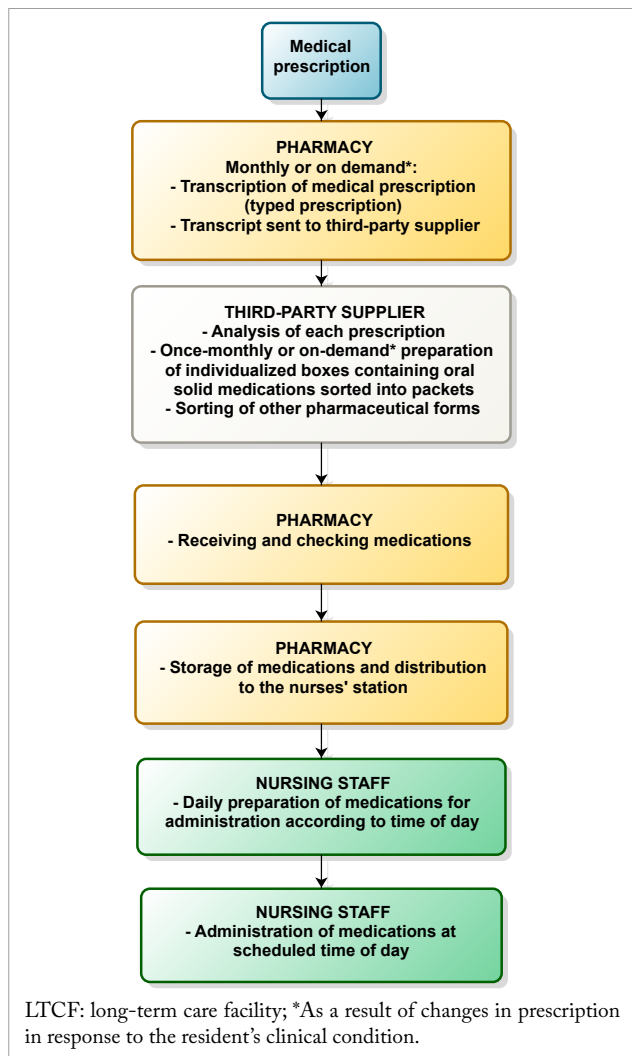 Medical
prescription
PHARMACY
Monthly or on demand*:
- Transcription of medical prescription
(typed prescription)
- Transcript sent to third-party supplier
THIRD-PARTY SUPPLIER
- Analysis of each prescription
- Once-monthly or on-demand* preparation
of individualized boxes containing oral
solid medications sorted into packets
- Sorting of other pharmaceutical forms
PHARMACY
- Receiving and checking medications
PHARMACY
- Storage of medications and distribution
to the nurses' station
NURSING STAFF
- Daily preparation of medications for
administration according to time of day
NURSING STAFF
- Administration of medications at
scheduled time of day
LTCF: long-term care facility; *As a result of changes in prescription
in response to the resident’s clinical condition.